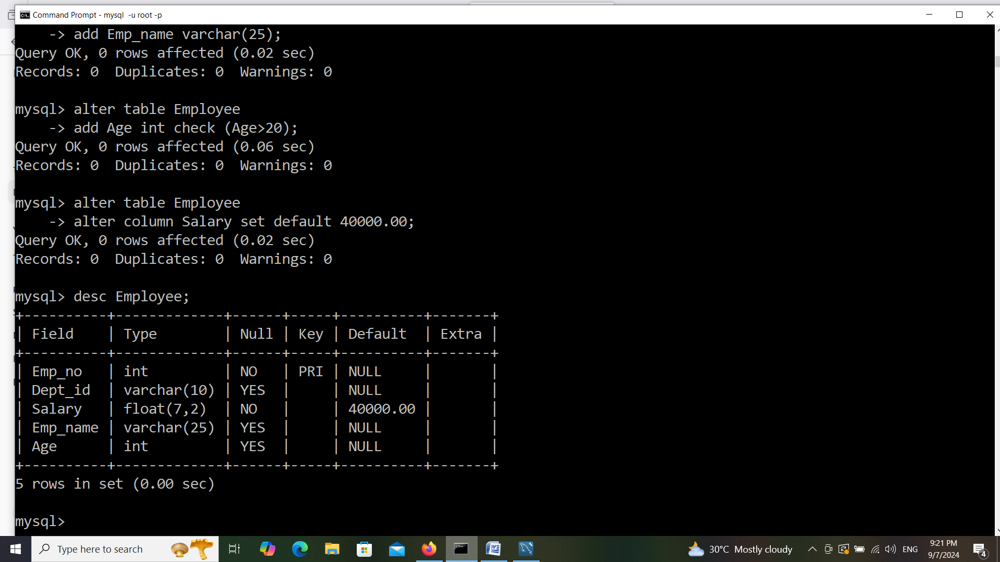 Command Prompt - mysql  -u root -p
    -> add Emp_name varchar(25);
Query OK, 0 rows affected (0.02 sec)
Records: 0  Duplicates: 0  Warnings: 0
mysql> alter table Employee
    -> add Age int check (Age>20);
Query OK, 0 rows affected (0.06 sec)
Records: 0  Duplicates: 0  Warnings: 0
mysql> alter table Employee
    -> alter column Salary set default 40000.00;
Query OK, 0 rows affected (0.02 sec)
Records: 0  Duplicates: 0  Warnings: 0
mysql> desc Employee;
+----------+-------------+------+-----+----------+-------+
| Field    | Type        | Null | Key | Default  | Extra |
+----------+-------------+------+-----+----------+-------+
| Emp_no   | int         | NO   | PRI | NULL     |       |
| Dept_id  | varchar(10) | YES  |     | NULL     |       |
| Salary   | float(7,2)  | NO   |     | 40000.00 |       |
| Emp_name | varchar(25) | YES  |     | NULL     |       |
| Age      | int         | YES  |     | NULL     |       |
+----------+-------------+------+-----+----------+-------+
5 rows in set (0.00 sec)
mysql>
Type here to search
30°C Mostly cloudy
ENG
9:21 PM
9/7/2024
4